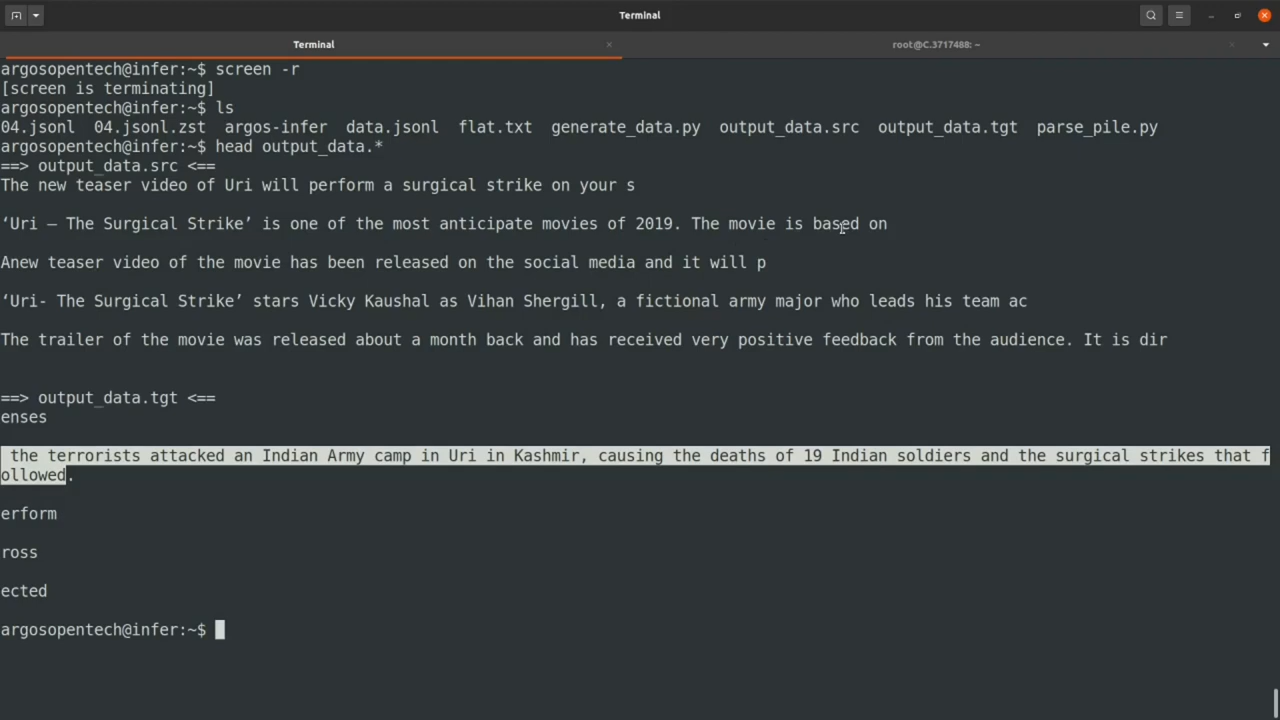 Terminal
Terminal
root@C.3717488: ~
argosopentech@infer:~$ screen -r
[screen is terminating]
argosopentech@infer:~$ ls
04.jsonl 04.jsonl.zst argos-infer data.jsonl flat.txt generate_data.py output_data.src output_data.tgt parse_pile.py
argosopentech@infer:~$ head output_data.*
==> output_data.src <==
The new teaser video of Uri will perform a surgical strike on your s
‘Uri – The Surgical Strike’ is one of the most anticipate movies of 2019. The movie is based on
Anew teaser video of the movie has been released on the social media and it will p
‘Uri- The Surgical Strike’ stars Vicky Kaushal as Vihan Shergill, a fictional army major who leads his team ac
The trailer of the movie was released about a month back and has received very positive feedback from the audience. It is dir
==> output_data.tgt <==
enses
the terrorists attacked an Indian Army camp in Uri in Kashmir, causing the deaths of 19 Indian soldiers and the surgical strikes that f
ollowed.
erform
ross
ected
argosopentech@infer:~$